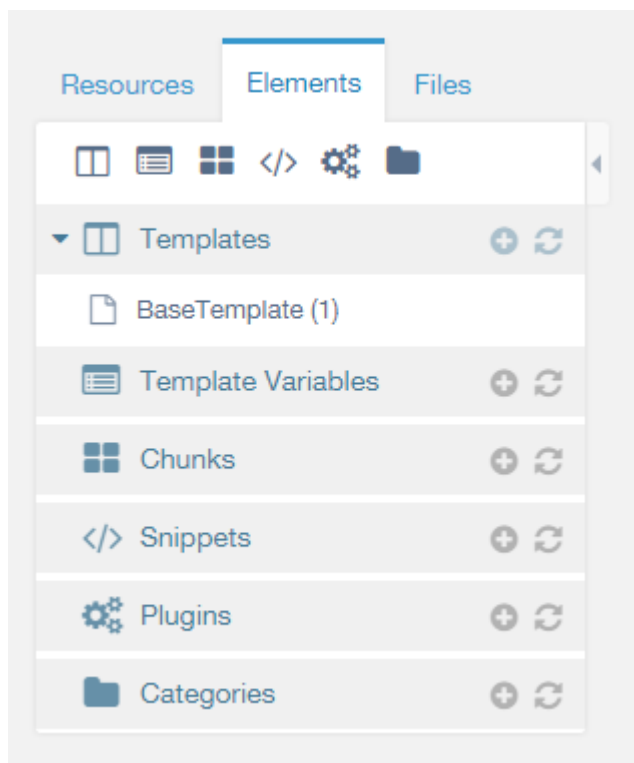 Resources Elements Files
Templates
BaseTemplate (1)
Template Variables
Chunks
</> Snippets
Plugins
Categories